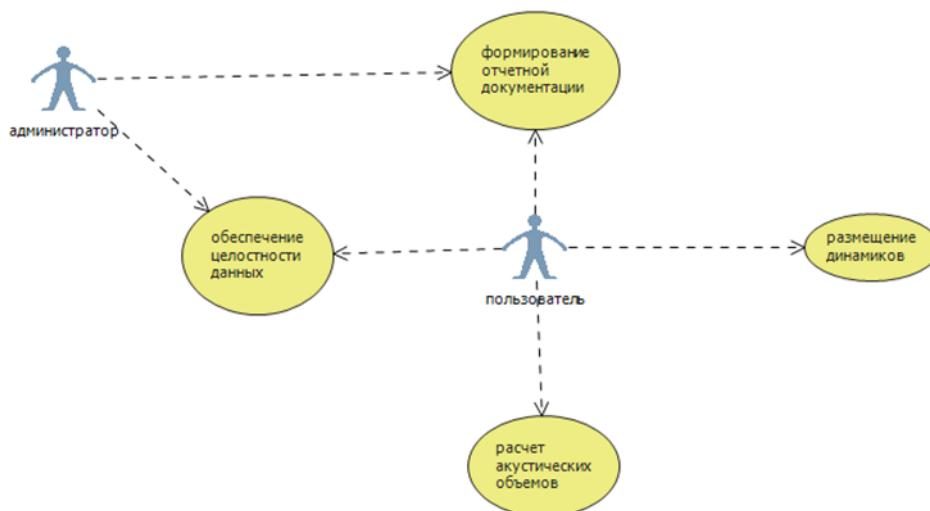 формирование
отчетной
документации
администратор
обеспечение
целостности
данных
пользователь
размещение
динамиков
расчет
акустических
объемов